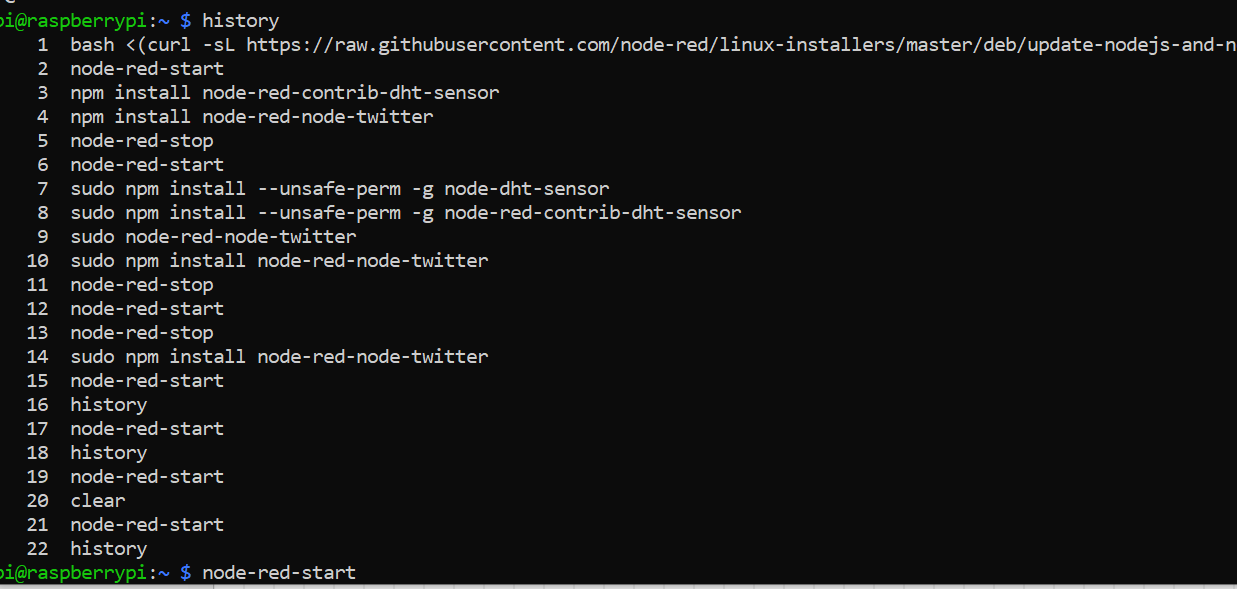 pi@raspberrypi:~ $ history
1 bash <(curl -sL https://raw.githubusercontent.com/node-red/linux-installers/master/deb/update-nodejs-and-n
2 node-red-start
3 npm install node-red-contrib-dht-sensor
4 npm install node-red-node-twitter
5 node-red-stop
6 node-red-start
7 sudo npm install --unsafe-perm -g node-dht-sensor
8 sudo npm install --unsafe-perm -g node-red-contrib-dht-sensor
9 sudo node-red-node-twitter
10 sudo npm install node-red-node-twitter
11 node-red-stop
12 node-red-start
13 node-red-stop
14 sudo npm install node-red-node-twitter
15 node-red-start
16 history
17 node-red-start
18 history
19 node-red-start
20 clear
21 node-red-start
22 history
pi@raspberrypi:~ $ node-red-start